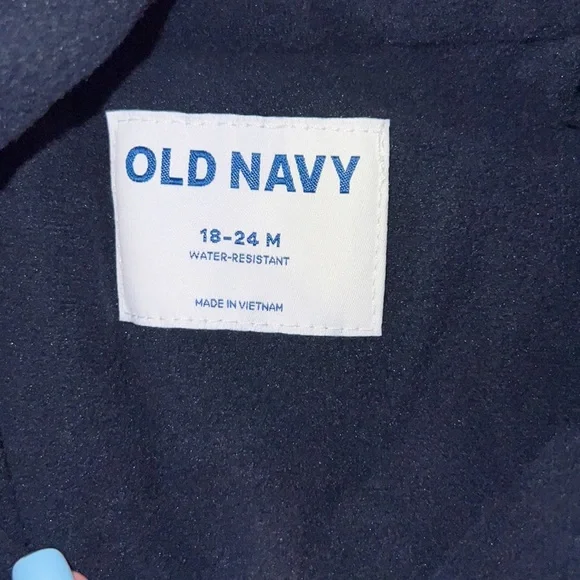 OLD NAVY
18-24 M
WATER-RESISTANT
MADE IN VIETNAM